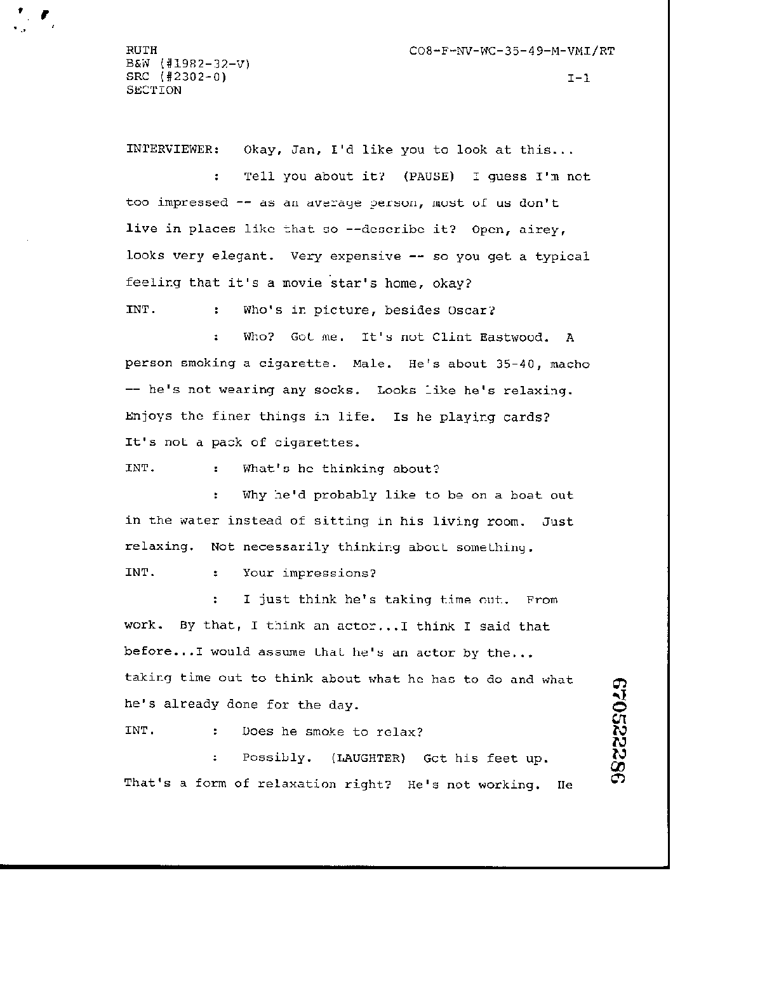 RUTH CO8-F-NV-WC-35-49-M-VMI/RT
B&W (#1982-32-V)
SRC (#2302-0) I-1
SECTION
INTERVIEWER: Okay, Jan, I'd like you to look at this...
: Tell you about it? (PAUSE) I guess I'm not
too impressed -- as an average person, most of us don't
live in places like that so --describe it? Open, airey,
looks very elegant. Very expensive -- so you get a typical
feeling that it's a movie star's home, okay?
INT. : Who's in picture, besides Oscar?
: Who? Got me. It's not Clint Eastwood. A
person smoking a cigarette. Male. He's about 35-40, macho
-- he's not wearing any socks. Looks like he's relaxing.
Enjoys the finer things in life. Is he playing cards?
It's not a pack of cigarettes.
INT. : What's he thinking about?
: Why he'd probably like to be on a boat out
in the water instead of sitting in his living room. Just
relaxing. Not necessarily thinking about something.
INT. : Your impressions?
: I just think he's taking time out. From
work. By that, I think an actor...I think I said that
before...I would assume that he's an actor by the...
taking time out to think about what he has to do and what
he's already done for the day.
INT. : Does he smoke to relax?
: Possibly. (LAUGHTER) Got his feet up.
That's a form of relaxation right? He's not working. He
67052286